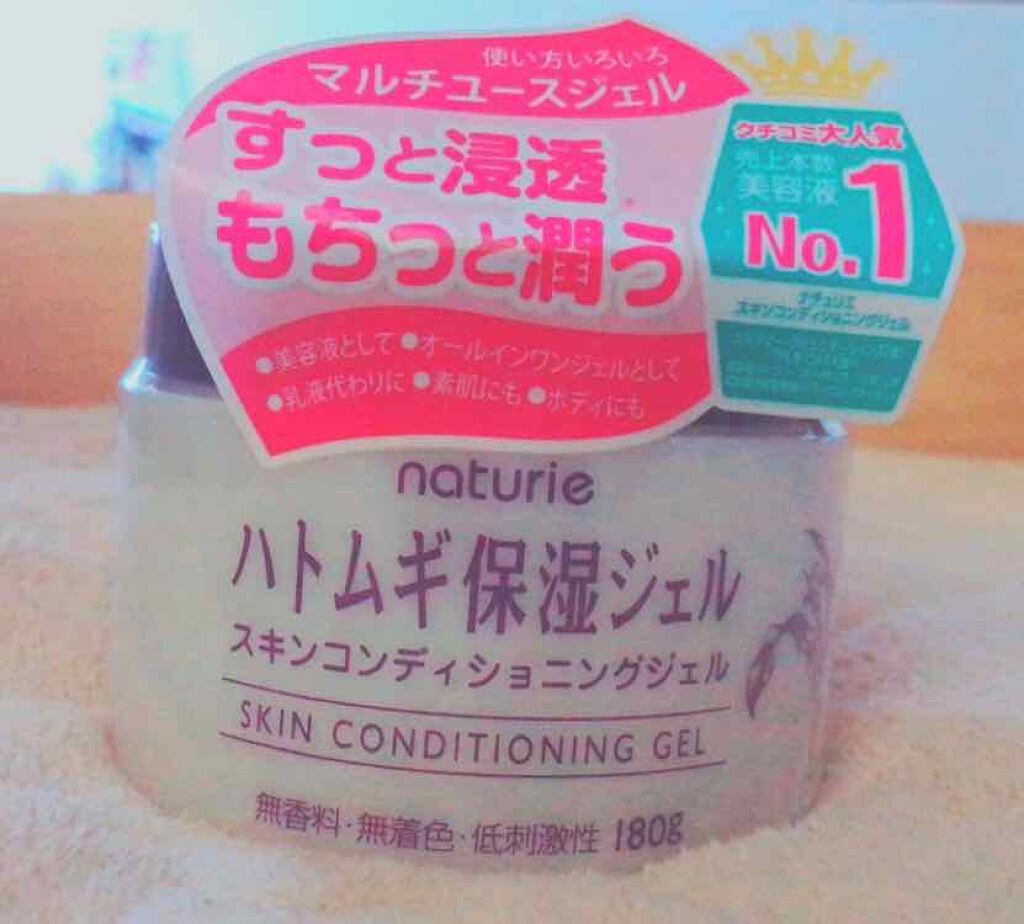 使い方いろいろ
マルチユースジェル
すっと浸透
もちっと潤う
●美容液として ●オールインワンジェルとして
●乳液代わりに ●素肌にも ●ボディにも
クチコミ大人気
売上本数
美容液
No.1
ナチュリエ
スキンコンディショニングジェル
naturie
ハトムギ保湿ジェル
スキンコンディショニングジェル
SKIN CONDITIONING GEL
無香料・無着色・低刺激性 180g